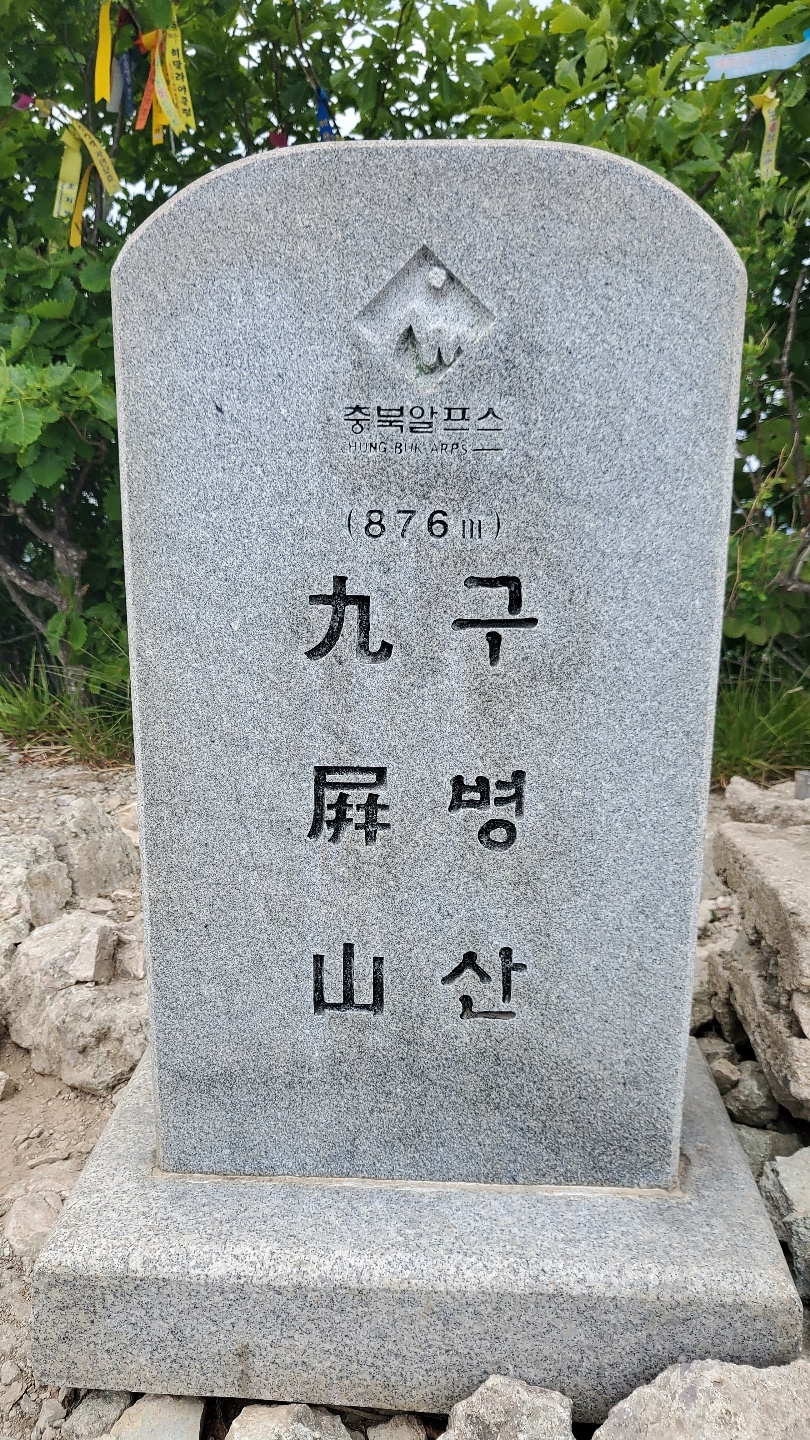 충북알프스
HUNG-BUK-ARPS
(876m)
九 구
屛 병
山 산